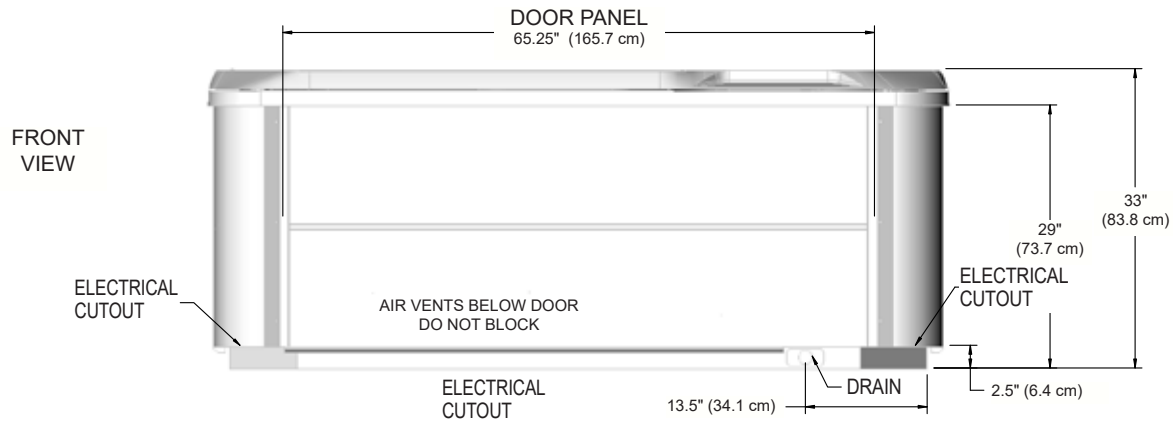 DOOR PANEL
65.25" (165.7 cm)
FRONT
VIEW
33"
(83.8 cm)
29"
(73.7 cm)
ELECTRICAL
CUTOUT
AIR VENTS BELOW DOOR
DO NOT BLOCK
ELECTRICAL
CUTOUT
ELECTRICAL
CUTOUT
DRAIN
13.5" (34.1 cm)
2.5" (6.4 cm)